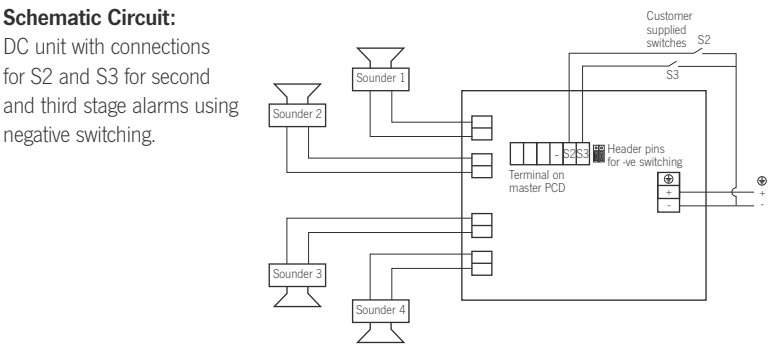 Schematic Circuit:
DC unit with connections
for S2 and S3 for second
and third stage alarms using
negative switching.
Customer
supplied
switches
S2
S3
Sounder 1
Sounder 2
- S2 S3
Header pins
for -ve switching
Terminal on
master PCD
+
-
+
-
Sounder 3
Sounder 4